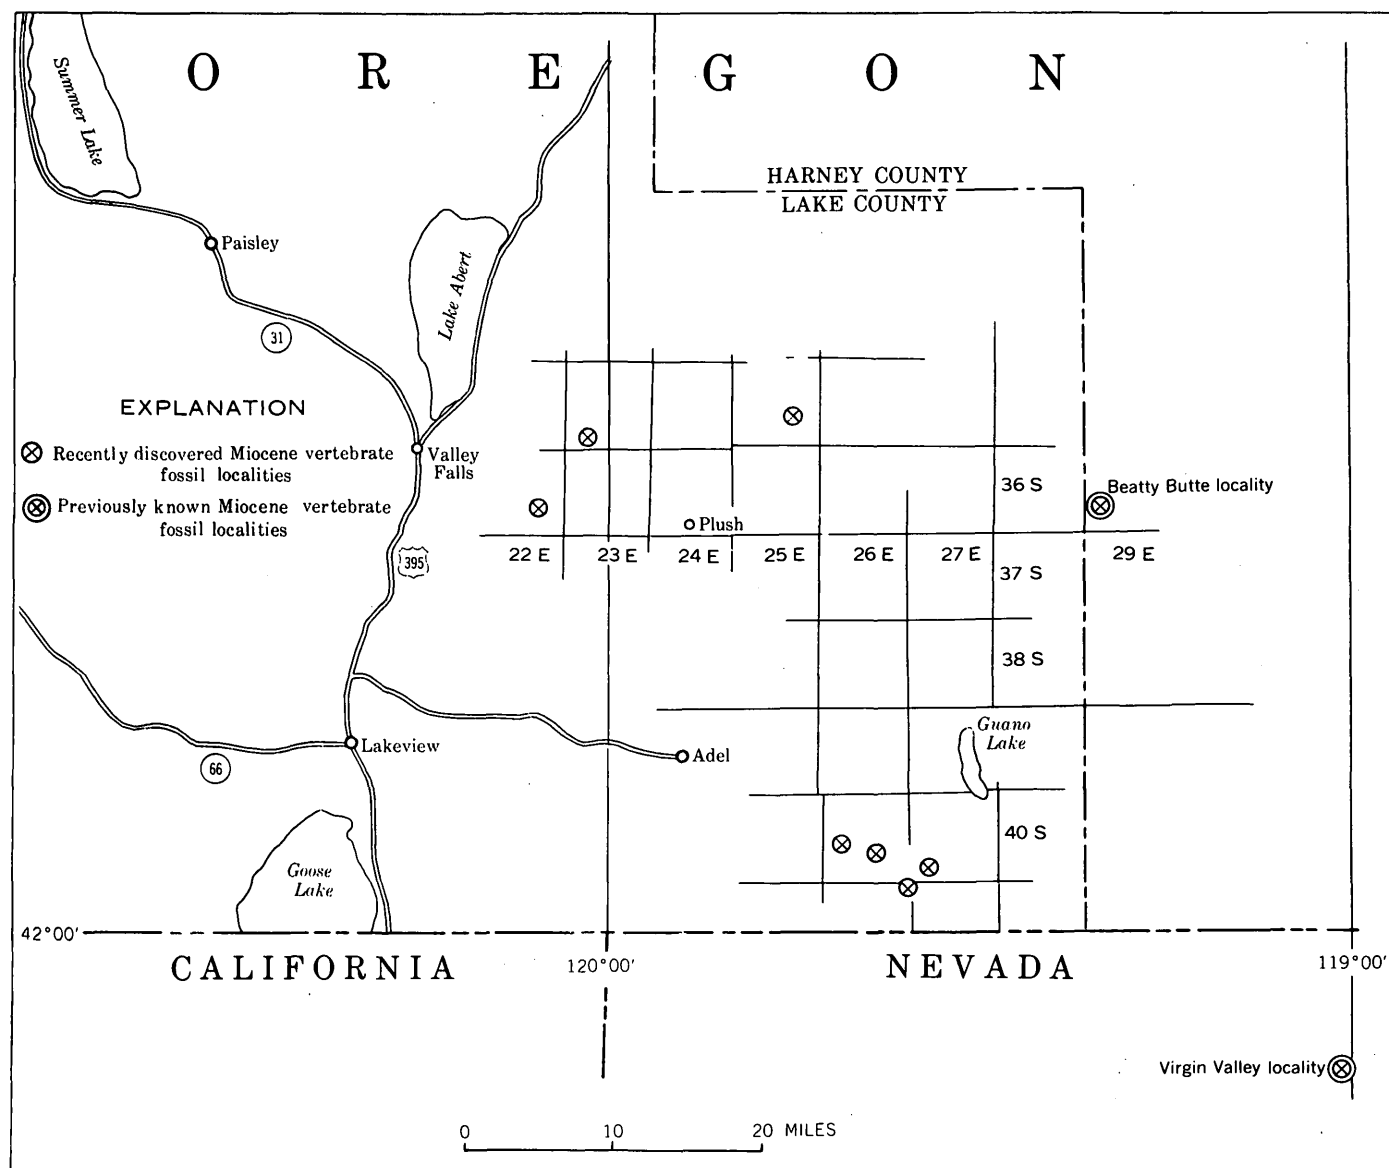 O R E G O N
Summer Lake
HARNEY COUNTY
LAKE COUNTY
Paisley
Lake Abert
31
EXPLANATION
Recently discovered Miocene vertebrate
fossil localities
Previously known Miocene vertebrate
fossil localities
Valley
Falls
395
36 S
Beatty Butte locality
Plush
22 E
23 E
24 E
25 E
26 E
27 E
29 E
37 S
38 S
Guano
Lake
Lakeview
Adel
66
40 S
Goose
Lake
42°00'
CALIFORNIA
120°00'
NEVADA
119°00'
Virgin Valley locality
0 10 20 MILES